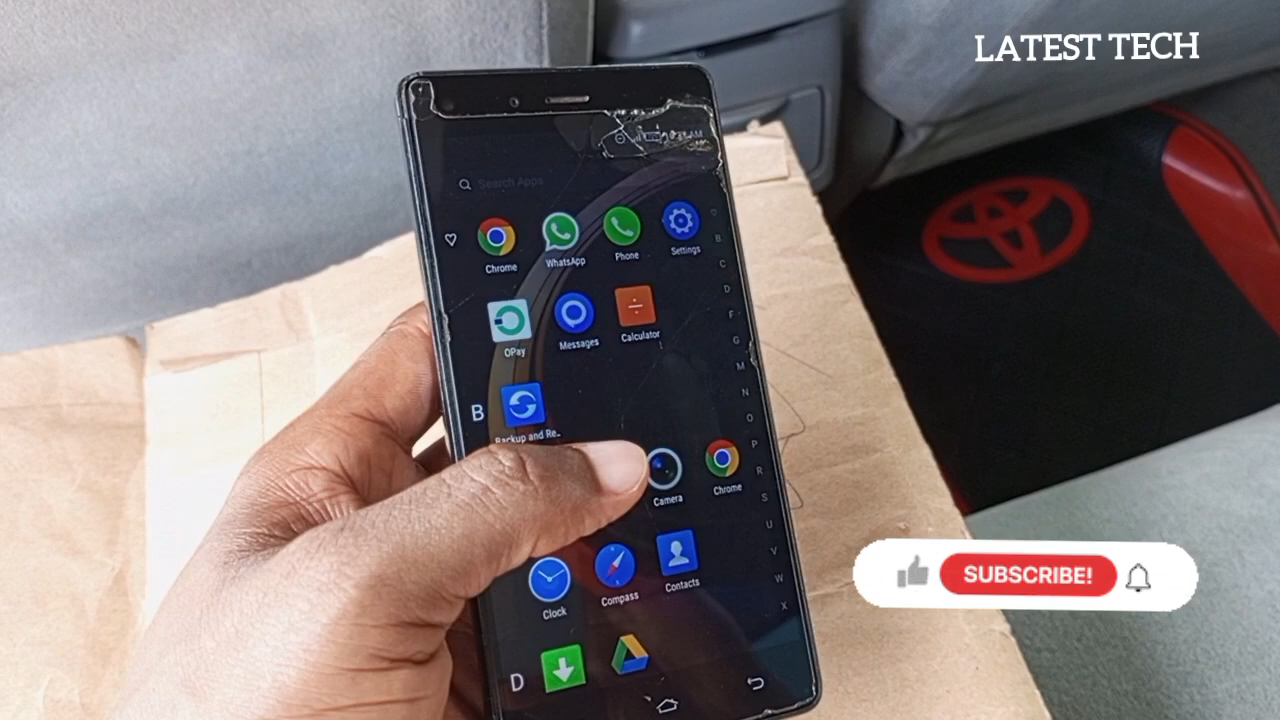 LATEST TECH
AM
Search Apps
Chrome
WhatsApp
Phone
Settings
B
C
D
F
G
M
N
O
P
R
S
U
V
W
X
OPay
Messages
Calculator
B
Backup and Re..
Camera
Chrome
Clock
Compass
Contacts
D
SUBSCRIBE!